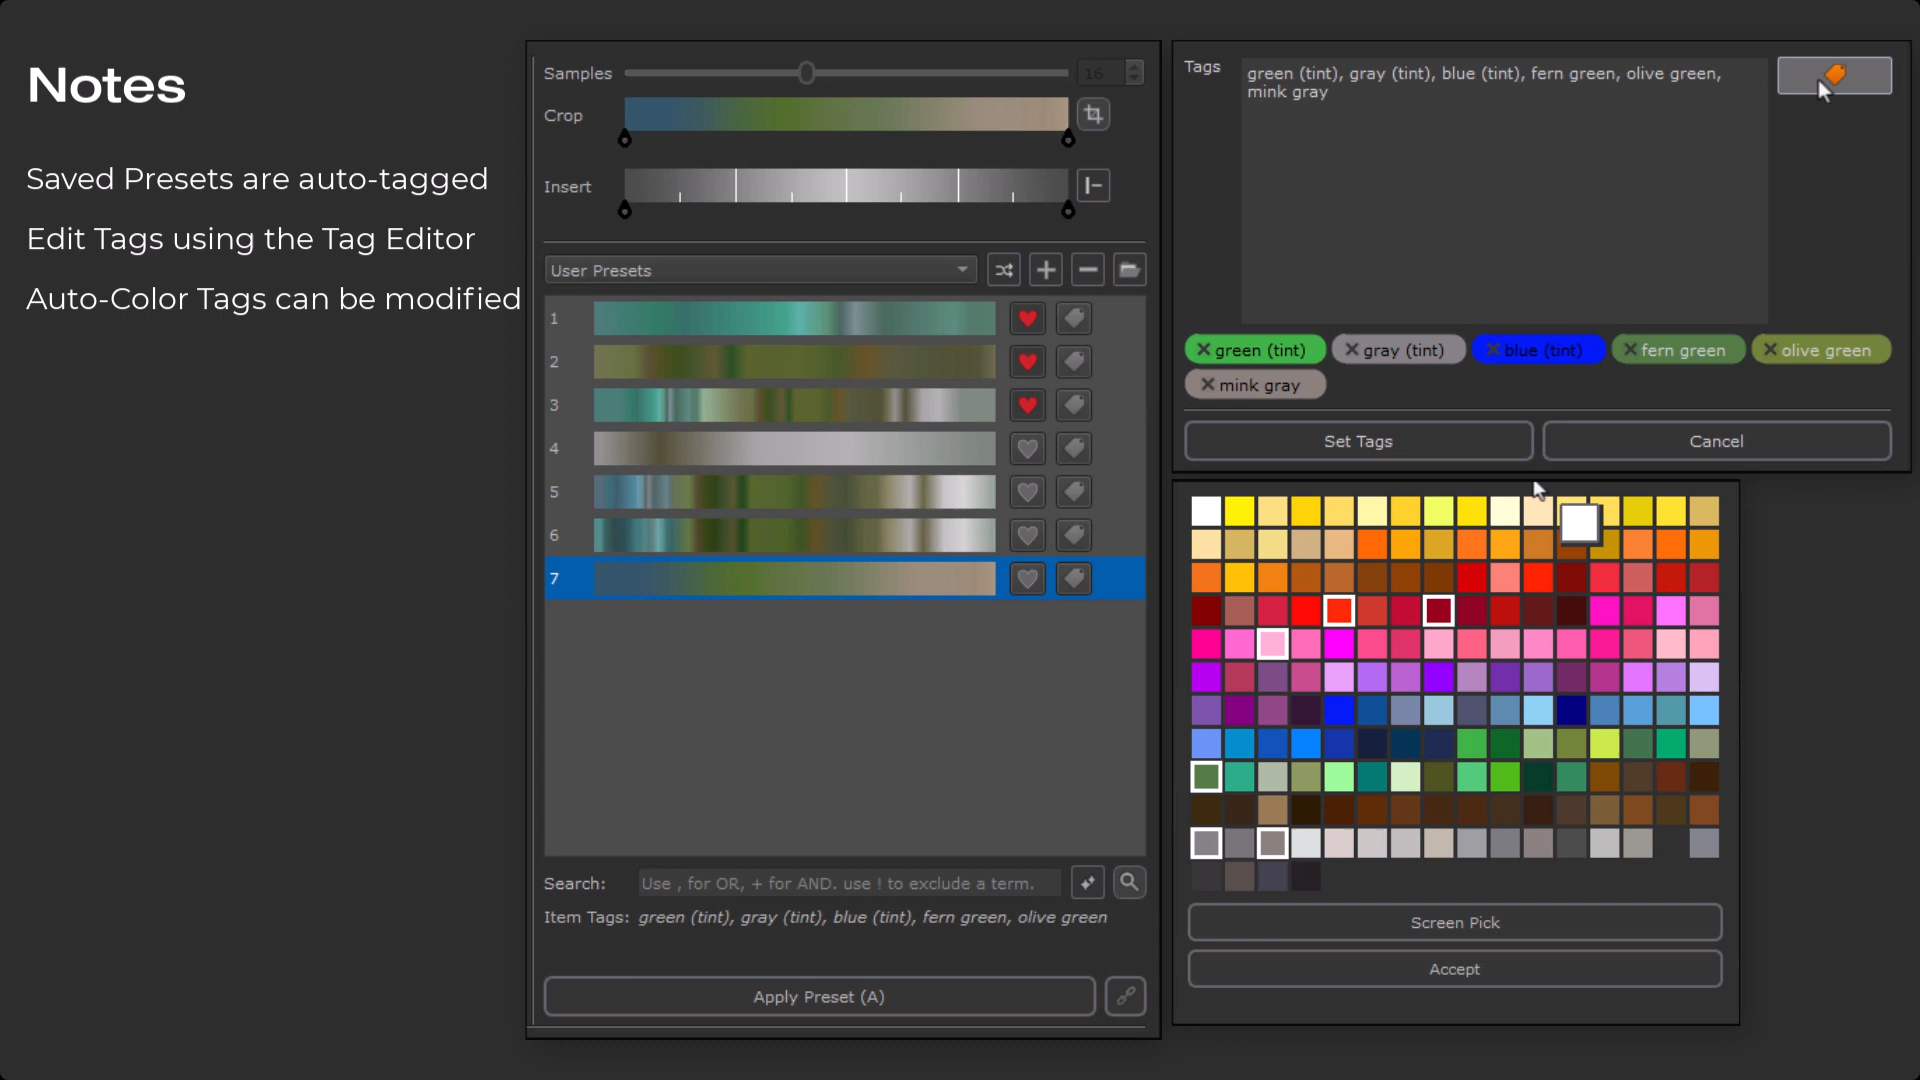 Notes
Saved Presets are auto-tagged
Edit Tags using the Tag Editor
Auto-Color Tags can be modified
Samples
16
Crop
Insert
User Presets
1
2
3
4
5
6
7
Search:
Use , for OR, + for AND. use ! to exclude a term.
Item Tags: green (tint), gray (tint), blue (tint), fern green, olive green
Apply Preset (A)
Tags
green (tint), gray (tint), blue (tint), fern green, olive green,
mink gray
green (tint) gray (tint) blue (tint) fern green olive green
mink gray
Set Tags
Cancel
Screen Pick
Accept